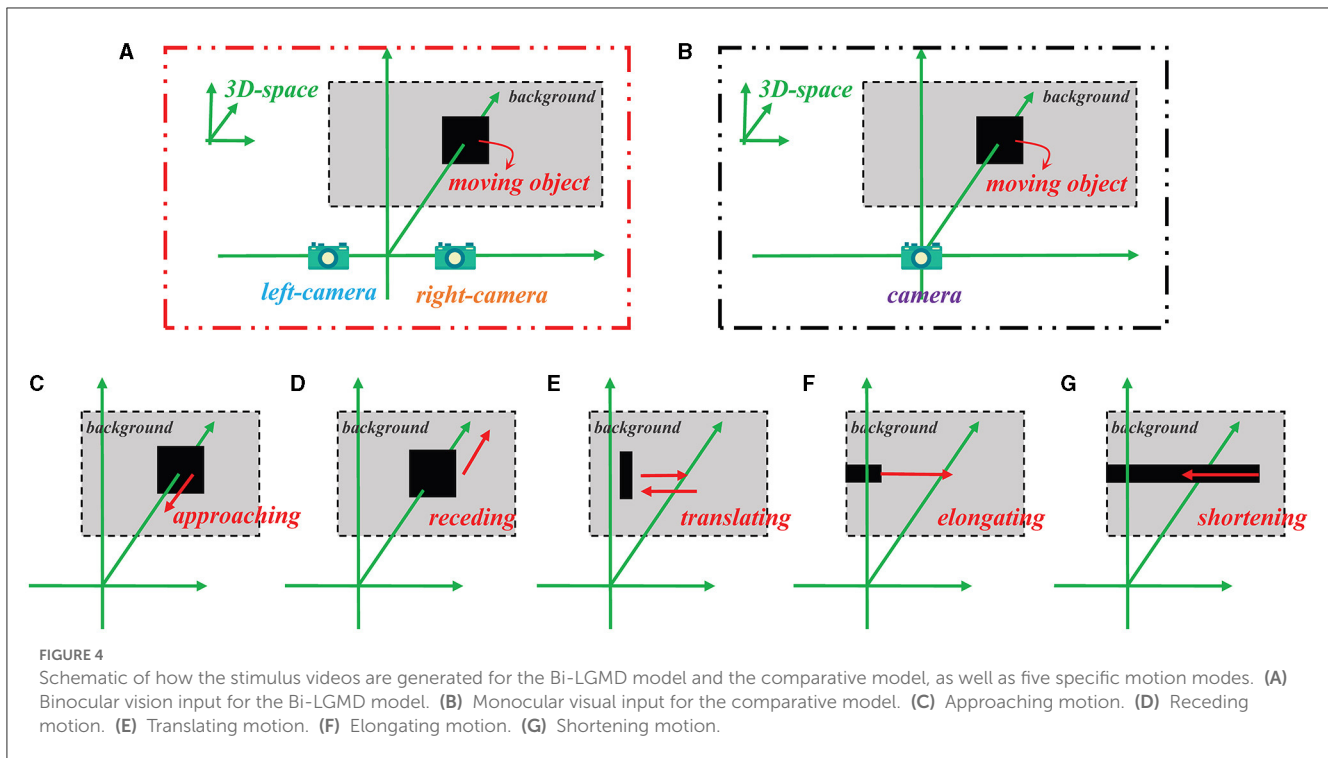 A
3D-space
background
moving object
left-camera
right-camera
B
3D-space
background
moving object
camera
C
background
approaching
D
background
receding
E
background
translating
F
background
elongating
G
background
shortening
FIGURE 4
Schematic of how the stimulus videos are generated for the Bi-LGMD model and the comparative model, as well as five specific motion modes. (A)
Binocular vision input for the Bi-LGMD model. (B) Monocular visual input for the comparative model. (C) Approaching motion. (D) Receding
motion. (E) Translating motion. (F) Elongating motion. (G) Shortening motion.